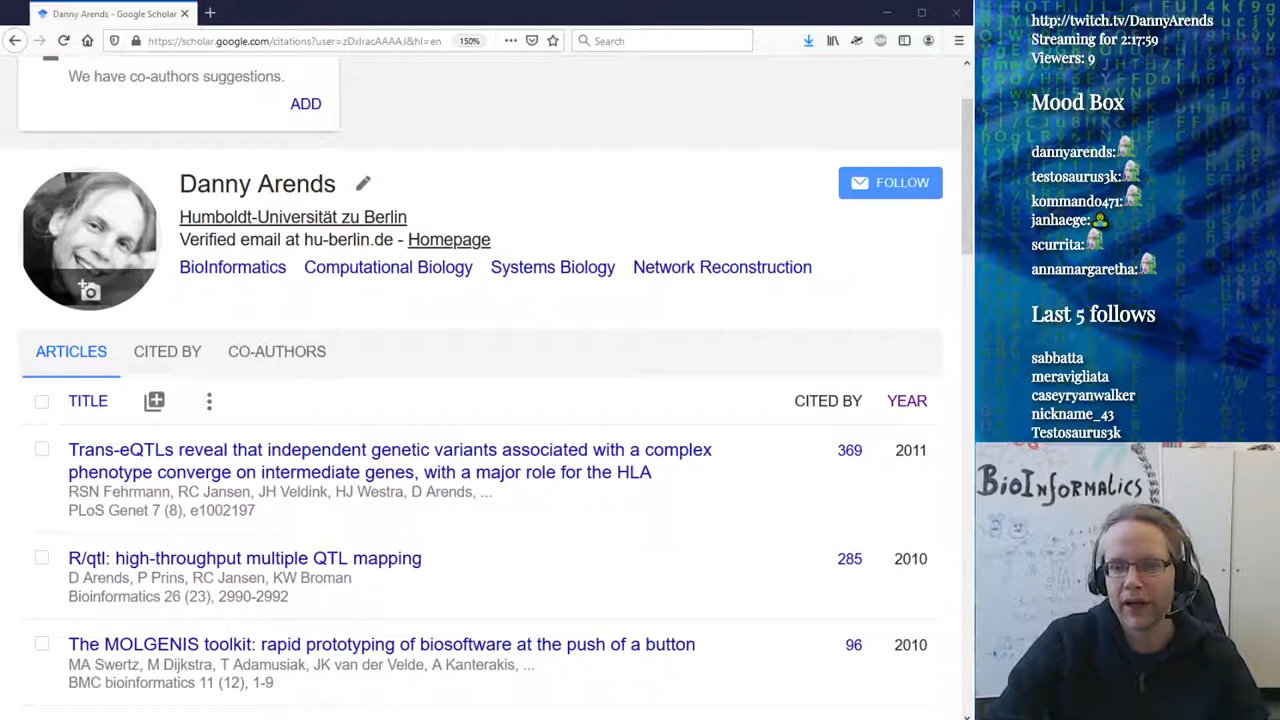 Danny Arends - Google Scholar
https://scholar.google.com/citations?user=zDxIracAAAAJ&hl=en
150%
Search
We have co-authors suggestions.
ADD
Danny Arends
FOLLOW
Humboldt-Universität zu Berlin
Verified email at hu-berlin.de - Homepage
BioInformatics Computational Biology Systems Biology Network Reconstruction
ARTICLES CITED BY CO-AUTHORS
TITLE CITED BY YEAR
Trans-eQTLs reveal that independent genetic variants associated with a complex 369 2011
phenotype converge on intermediate genes, with a major role for the HLA
RSN Fehrmann, RC Jansen, JH Veldink, HJ Westra, D Arends, ...
PLoS Genet 7 (8), e1002197
R/qtl: high-throughput multiple QTL mapping 285 2010
D Arends, P Prins, RC Jansen, KW Broman
Bioinformatics 26 (23), 2990-2992
The MOLGENIS toolkit: rapid prototyping of biosoftware at the push of a button 96 2010
MA Swertz, M Dijkstra, T Adamusiak, JK van der Velde, A Kanterakis, ...
BMC bioinformatics 11 (12), 1-9
http://twitch.tv/DannyArends
Streaming for 2:17:59
Viewers: 9
Mood Box
dannyarends:
testosaurus3k:
kommando471:
janhaege:
scurrita:
annamargaretha:
Last 5 follows
sabbatta
meravigliata
caseyryanwalker
nickname_43
Testosaurus3k
BioInformatics